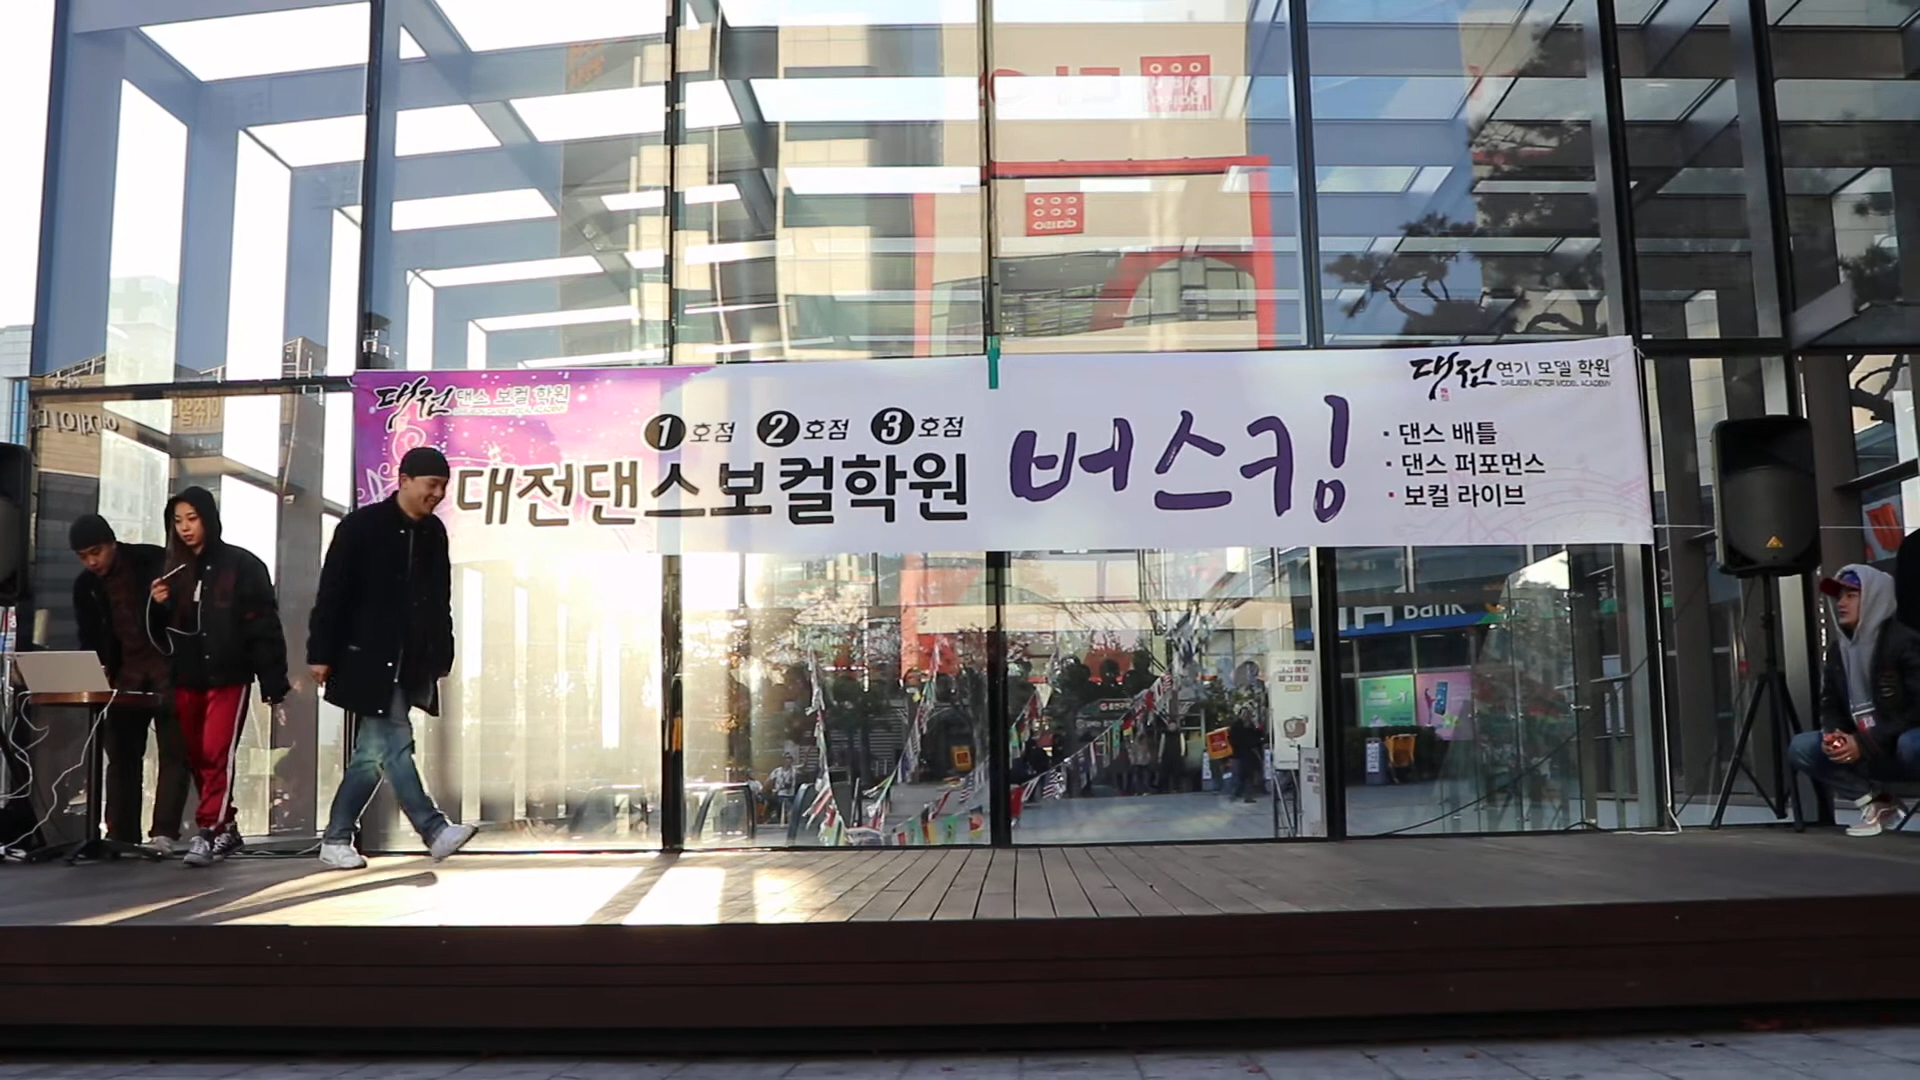 대전 댄스 보컬 학원
1호점 2호점 3호점
대전댄스보컬학원
버스킹
대전 연기 모델 학원
DAEJEON ACTOR MODEL ACADEMY
· 댄스 배틀
· 댄스 퍼포먼스
· 보컬 라이브
Bank